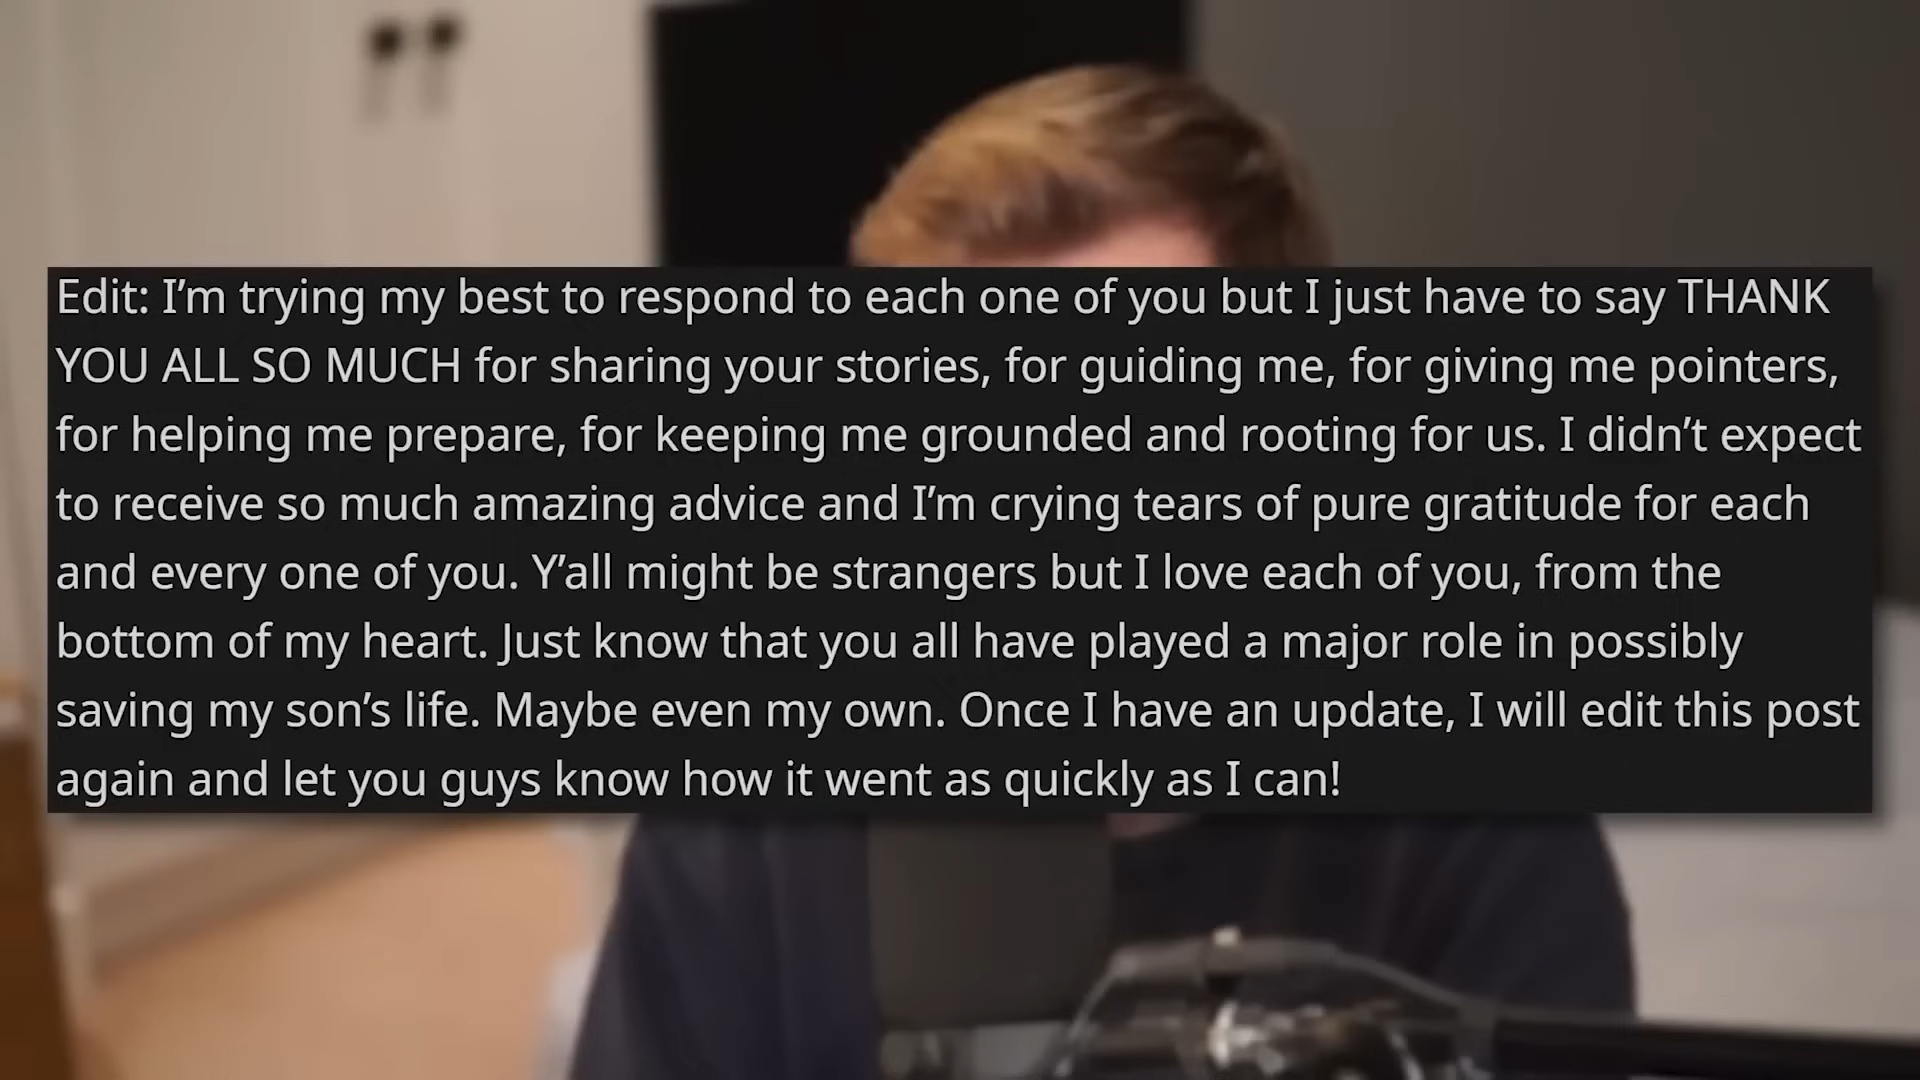 Edit: I’m trying my best to respond to each one of you but I just have to say THANK
YOU ALL SO MUCH for sharing your stories, for guiding me, for giving me pointers,
for helping me prepare, for keeping me grounded and rooting for us. I didn’t expect
to receive so much amazing advice and I’m crying tears of pure gratitude for each
and every one of you. Y’all might be strangers but I love each of you, from the
bottom of my heart. Just know that you all have played a major role in possibly
saving my son’s life. Maybe even my own. Once I have an update, I will edit this post
again and let you guys know how it went as quickly as I can!